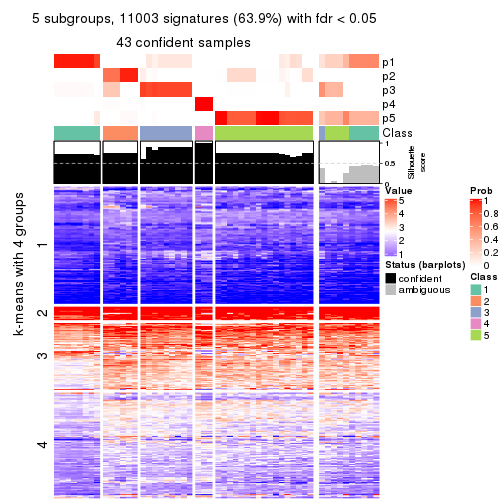 5 subgroups, 11003 signatures (63.9%) with fdr < 0.05
43 confident samples
p1
p2
p3
p4
p5
Class
1
0.5
0
Silhouette
score
k-means with 4 groups
1
2
3
4
Value
5
4
3
2
1
Status (barplots)
confident
ambiguous
Prob
1
0.8
0.6
0.4
0.2
0
Class
1
2
3
4
5